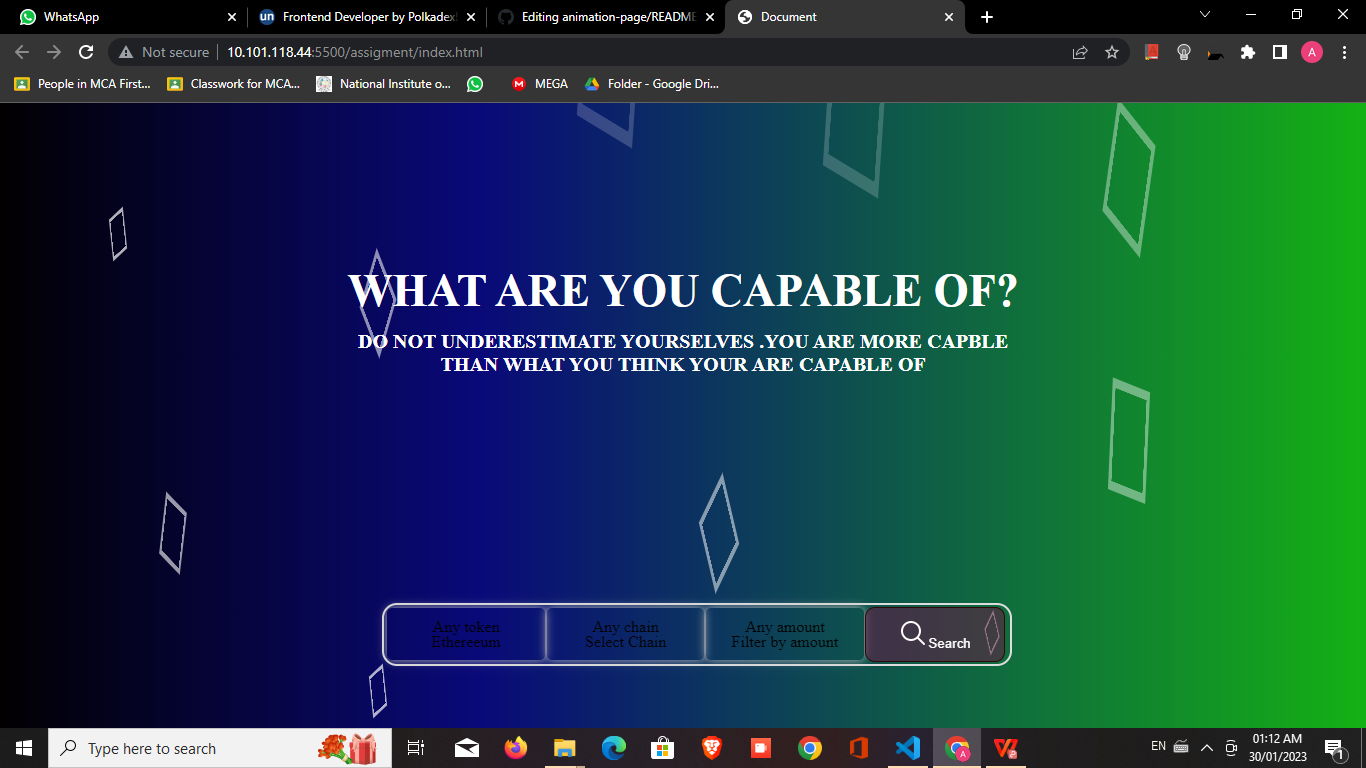 WhatsApp
un
Frontend Developer by Polkadex
Editing animation-page/README
Document
Not secure
10.101.118.44:5500/assigment/index.html
A
People in MCA First...
Classwork for MCA...
National Institute o...
MEGA
Folder - Google Dri...
WHAT ARE YOU CAPABLE OF?
DO NOT UNDERESTIMATE YOURSELVES .YOU ARE MORE CAPBLE
THAN WHAT YOU THINK YOUR ARE CAPABLE OF
Any token
Ethereeum
Any chain
Select Chain
Any amount
Filter by amount
Search
Type here to search
A
EN
01:12 AM
30/01/2023
1